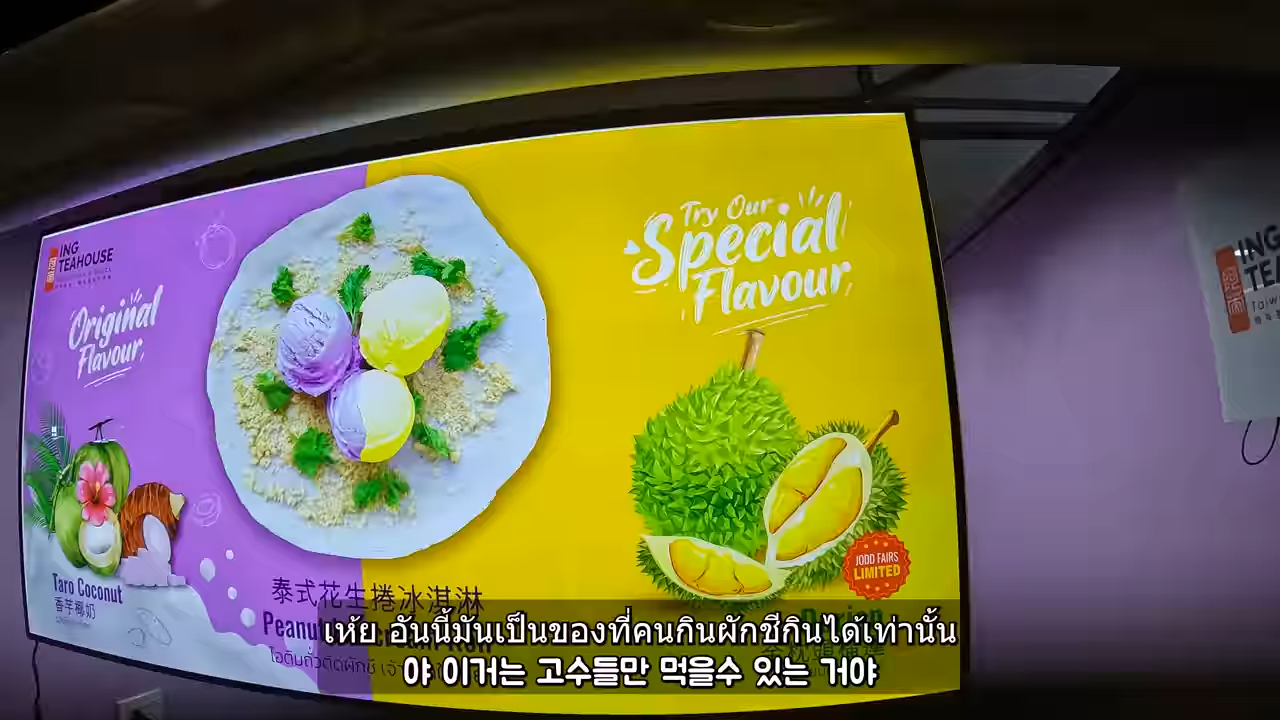 ING
TEAHOUSE
Original
Flavour
Try Our
Special
Flavour
Taro Coconut
香芋椰奶
泰式花生捲冰淇淋
JODD FAIRS
LIMITED
ING
เห้ย อันนี้มันเป็นของที่คนกินผักชีกินได้เท่านั้น
야 이거는 고수들만 먹을수 있는 거야